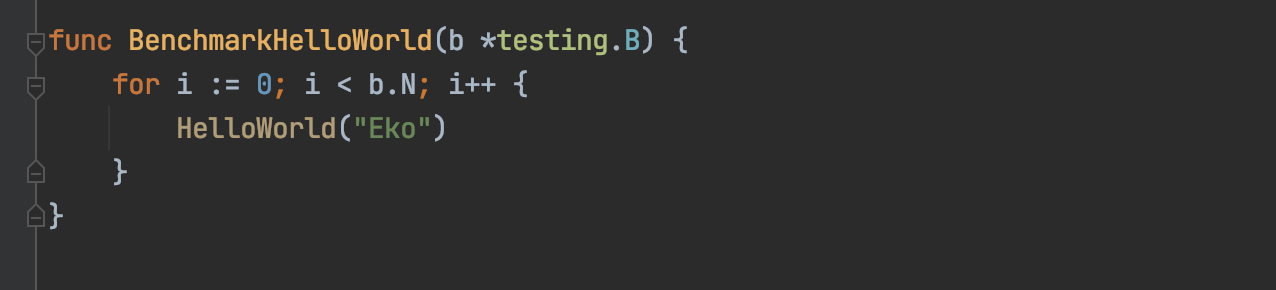 func BenchmarkHelloWorld(b *testing.B) {
    for i := 0; i < b.N; i++ {
        HelloWorld("Eko")
    }
}